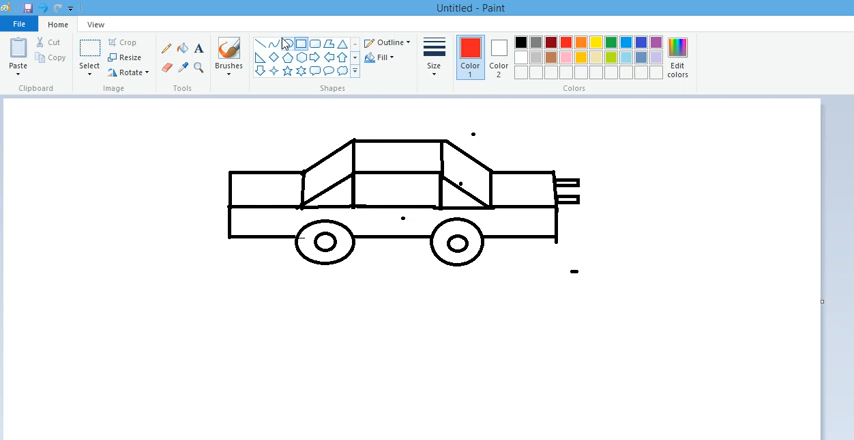 Untitled - Paint
File Home View
Paste
Cut
Copy
Clipboard
Select
Crop
Resize
Rotate
Image
A
Tools
Brushes
Shapes
Outline
Fill
Size
Color 1
Color 2
Edit colors
Colors